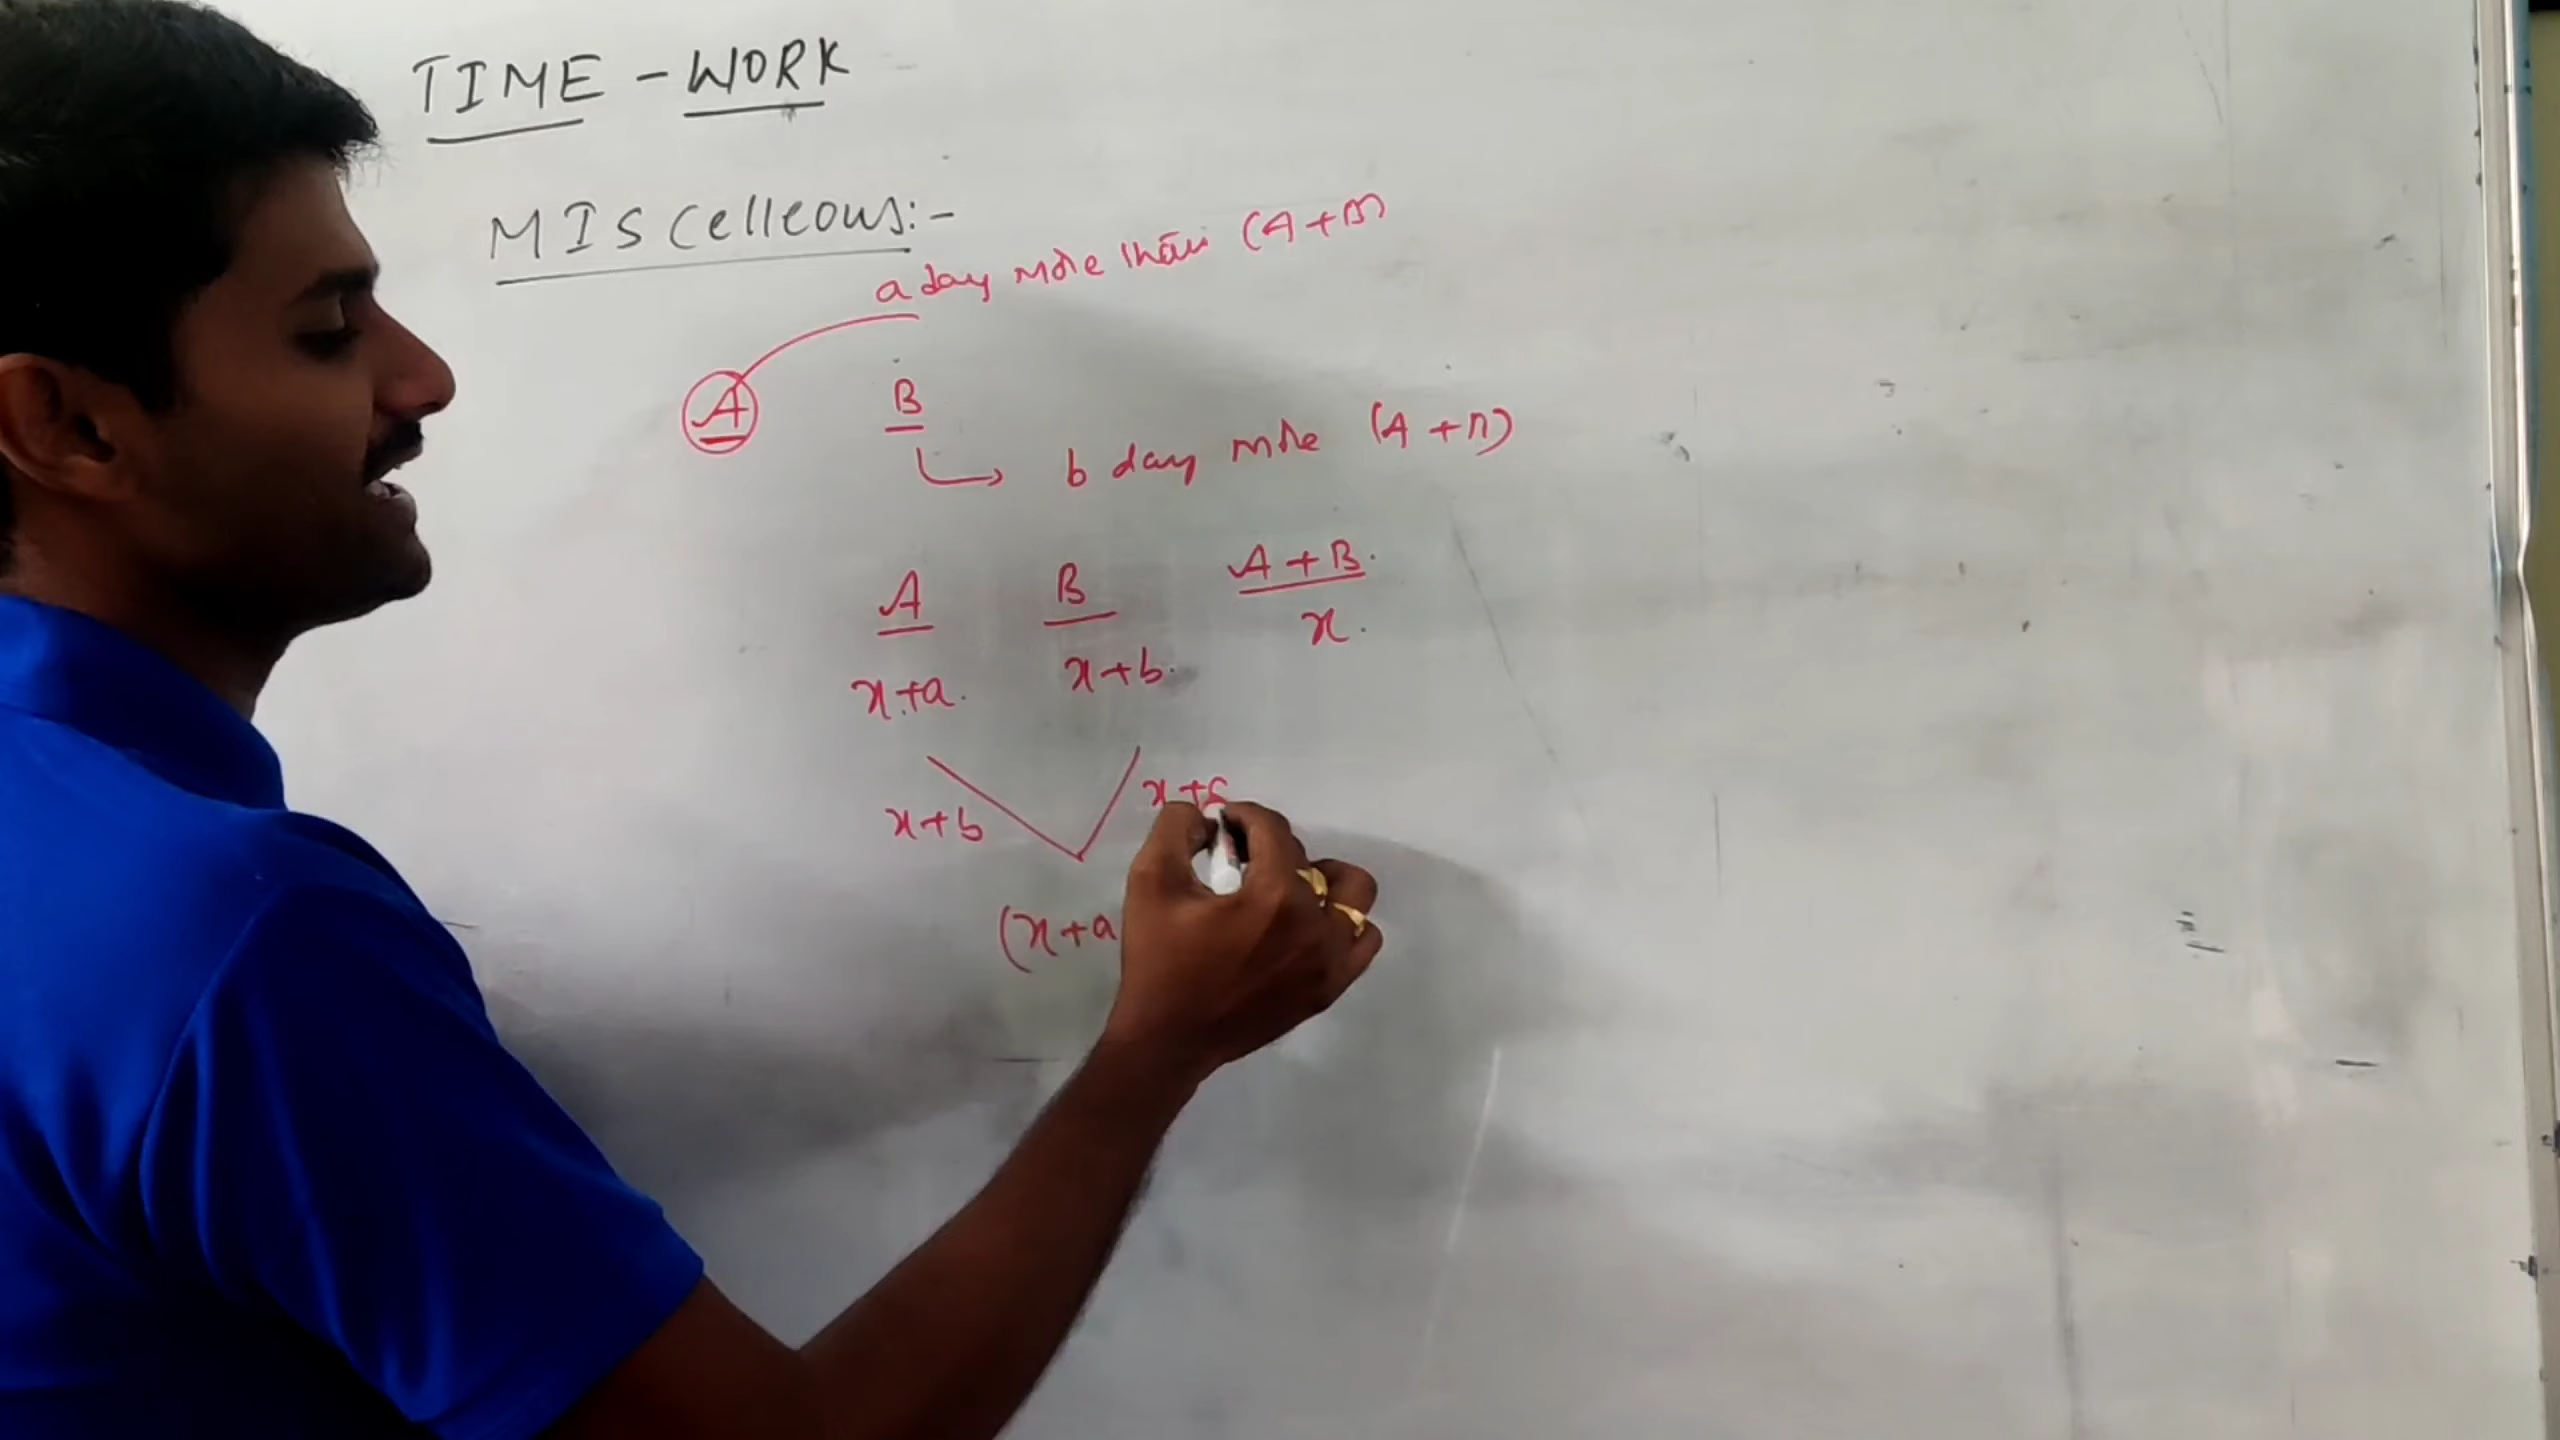 TIME - WORK
MIScelleous:-
a day more than (A+B)
A B
b day more (A+B)
A B A+B.
x+a. x+b. x.
x+b x+
(x+a